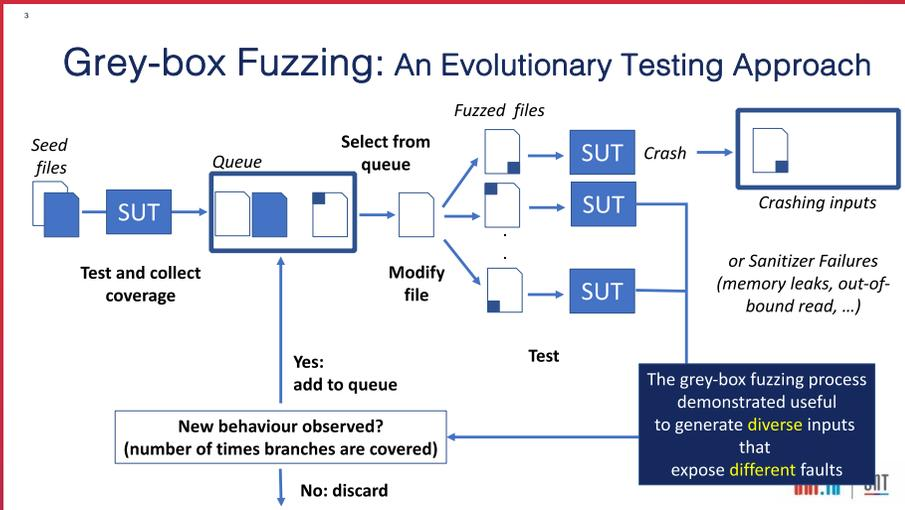 3
Grey-box Fuzzing: An Evolutionary Testing Approach
Fuzzed files
Seed
files
Queue
Select from
queue
SUT
Crash
SUT
SUT
Crashing inputs
Test and collect
coverage
Modify
file
.
.
SUT
or Sanitizer Failures
(memory leaks, out-of-
bound read, …)
Test
Yes:
add to queue
The grey-box fuzzing process
demonstrated useful
to generate diverse inputs
that
expose different faults
New behaviour observed?
(number of times branches are covered)
No: discard